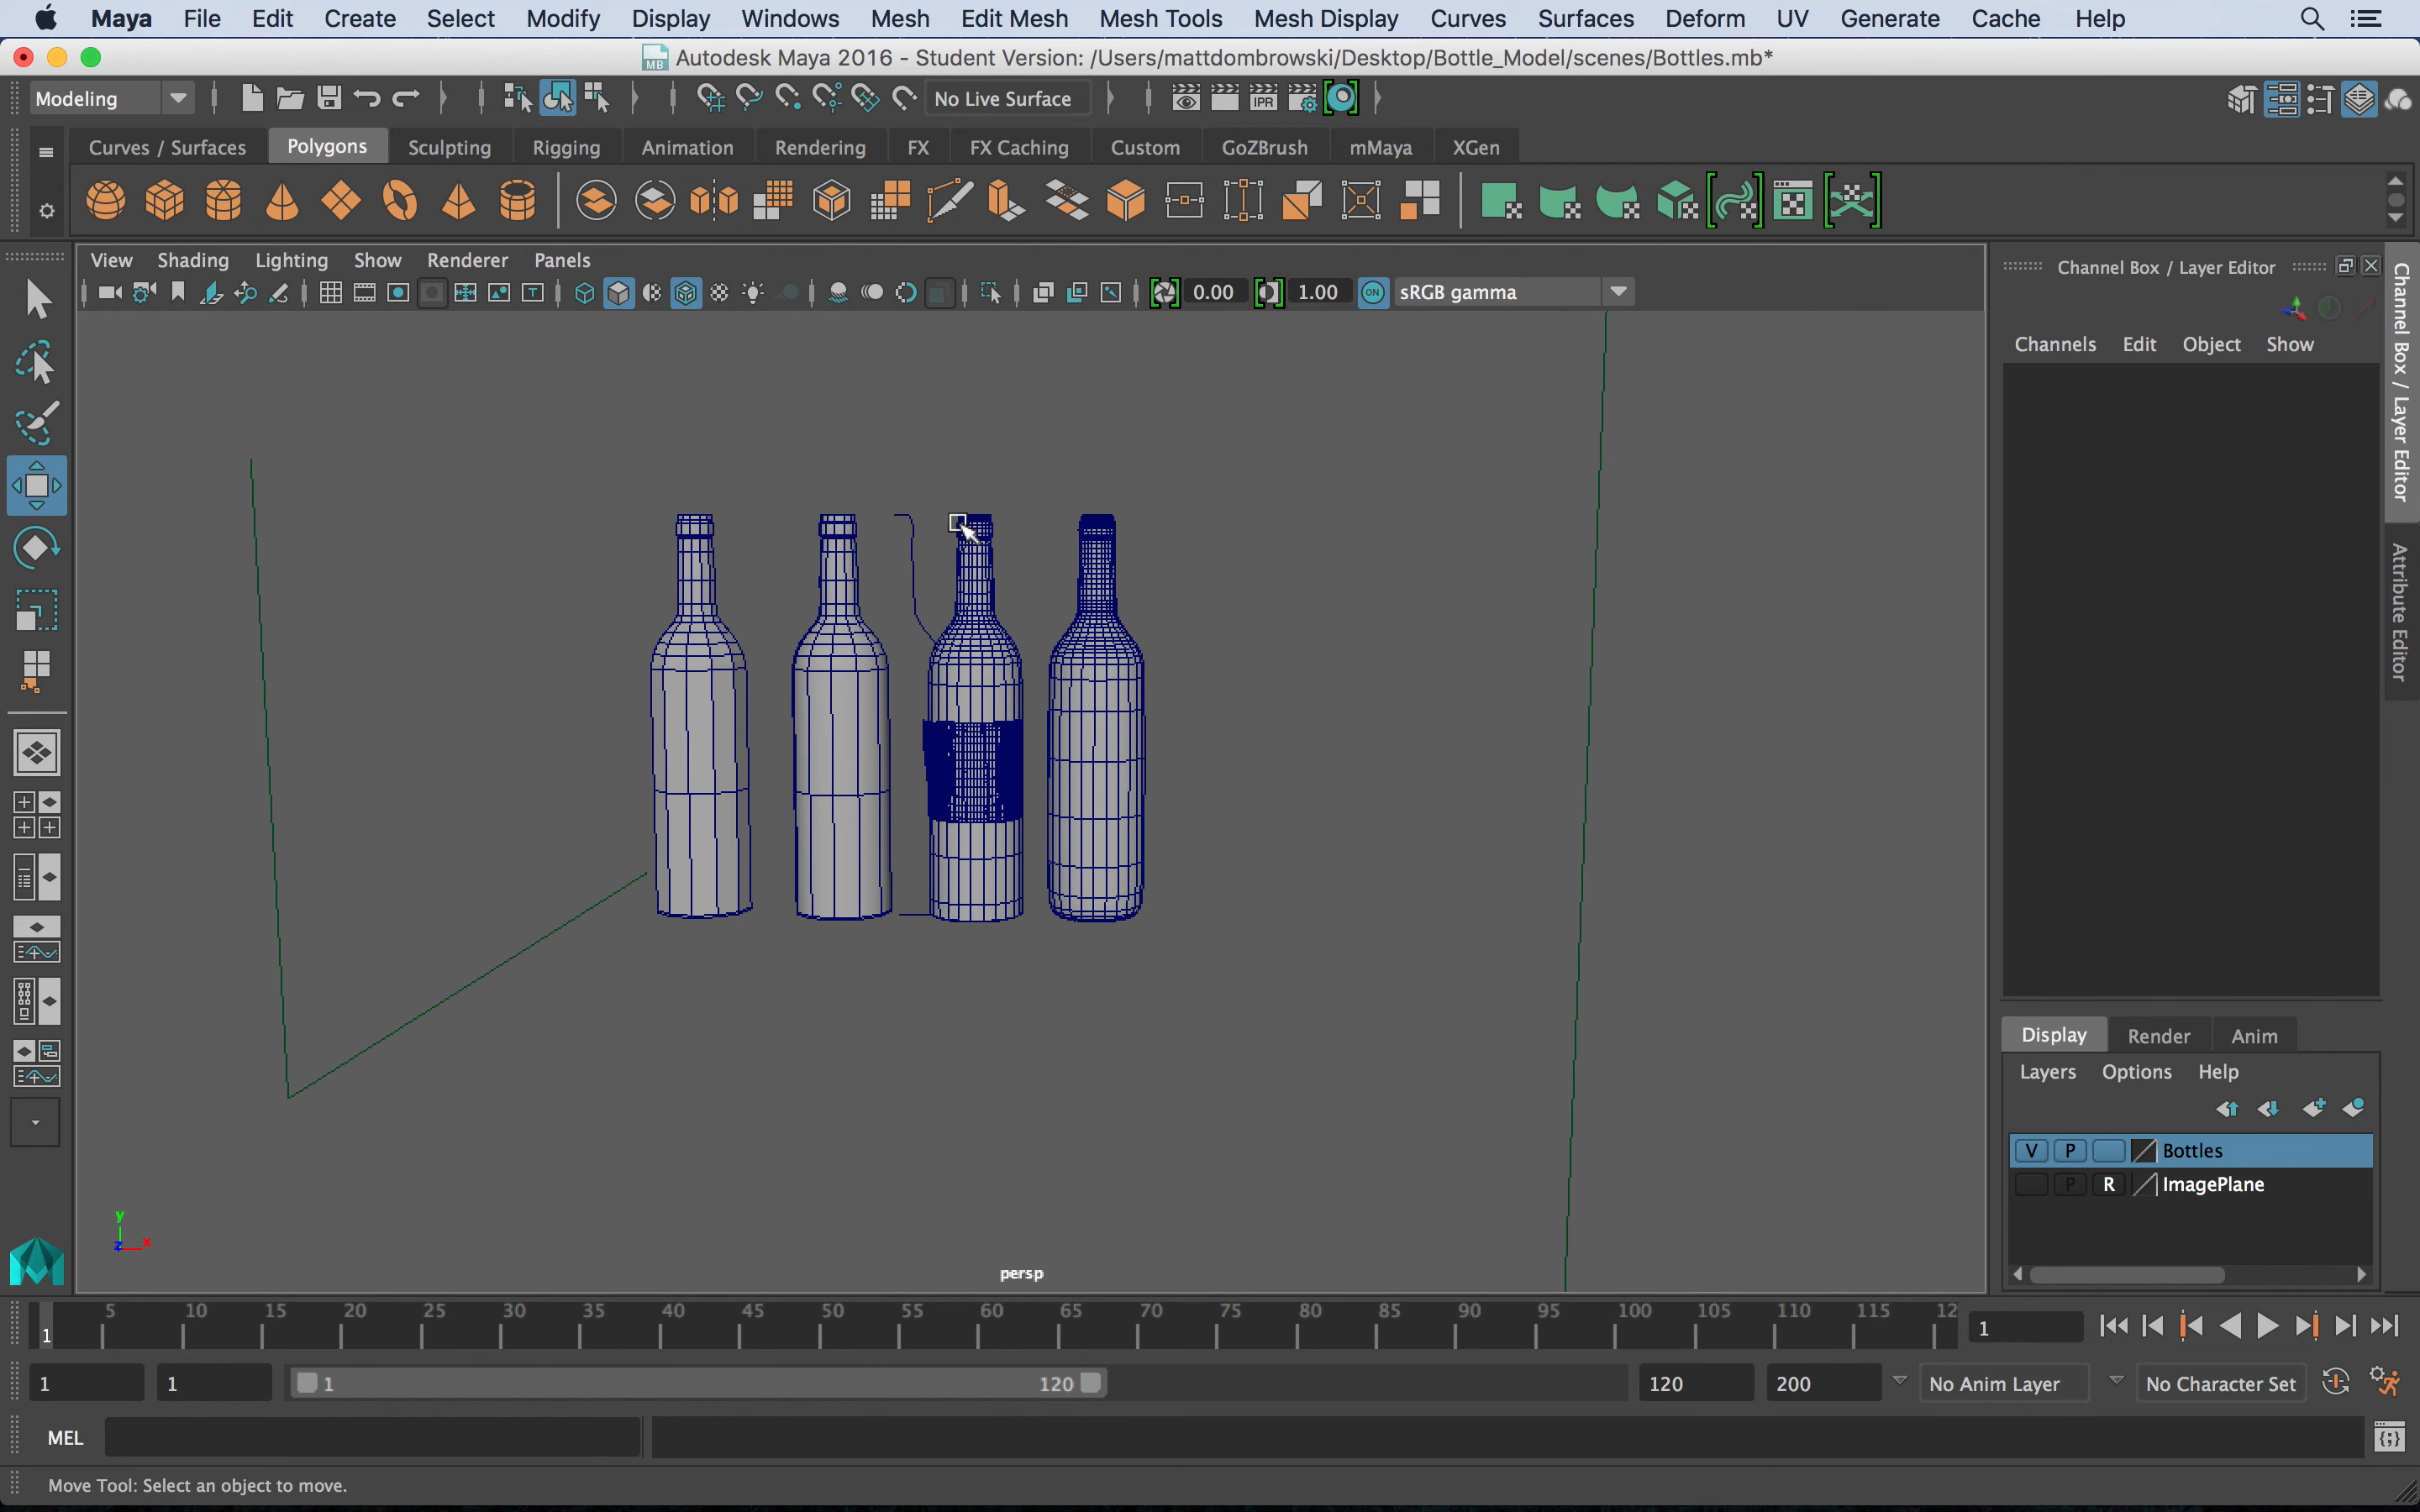 Maya File Edit Create Select Modify Display Windows Mesh Edit Mesh Mesh Tools Mesh Display Curves Surfaces Deform UV Generate Cache Help
MB Autodesk Maya 2016 - Student Version: /Users/mattdombrowski/Desktop/Bottle_Model/scenes/Bottles.mb*
Modeling No Live Surface IPR
Curves / Surfaces Polygons Sculpting Rigging Animation Rendering FX FX Caching Custom GoZBrush mMaya XGen
View Shading Lighting Show Renderer Panels
0.00 1.00 ON sRGB gamma
Channel Box / Layer Editor
Channels Edit Object Show
Channel Box / Layer Editor
Attribute Editor
Display Render Anim
Layers Options Help
V P Bottles
P R ImagePlane
y
z x
persp
5 10 15 20 25 30 35 40 45 50 55 60 65 70 75 80 85 90 95 100 105 110 115 12
1 1
1 1 1 120 120 200 No Anim Layer No Character Set
MEL
Move Tool: Select an object to move.